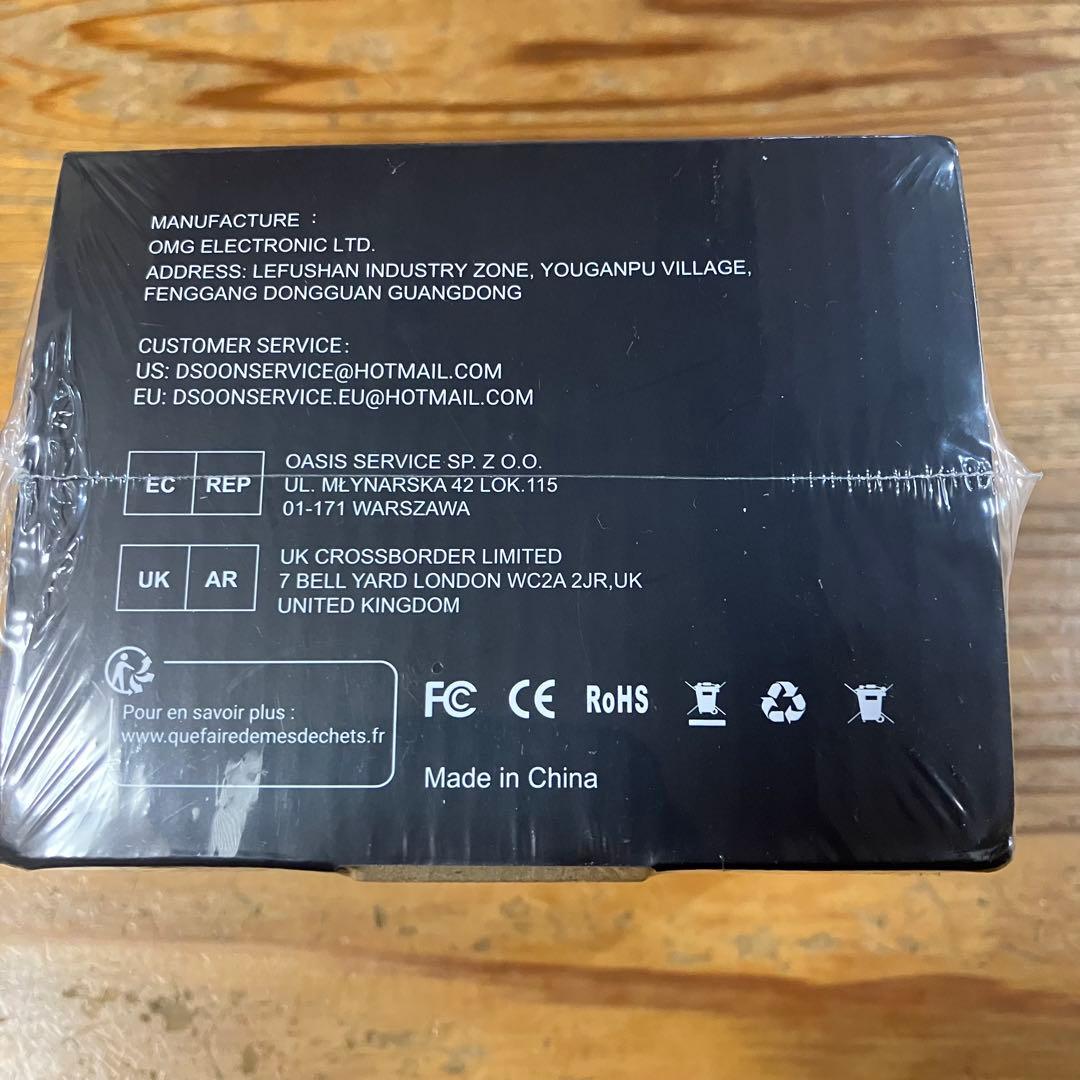 MANUFACTURE :
OMG ELECTRONIC LTD.
ADDRESS: LEFUSHAN INDUSTRY ZONE, YOUGANPU VILLAGE,
FENGGANG DONGGUAN GUANGDONG
CUSTOMER SERVICE:
US: DSOONSERVICE@HOTMAIL.COM
EU: DSOONSERVICE.EU@HOTMAIL.COM
EC REP
OASIS SERVICE SP. Z O.O.
UL. MŁYNARSKA 42 LOK.115
01-171 WARSZAWA
UK AR
UK CROSSBORDER LIMITED
7 BELL YARD LONDON WC2A 2JR,UK
UNITED KINGDOM
Pour en savoir plus :
www.quefairedemesdechets.fr
FC CE RoHS
Made in China